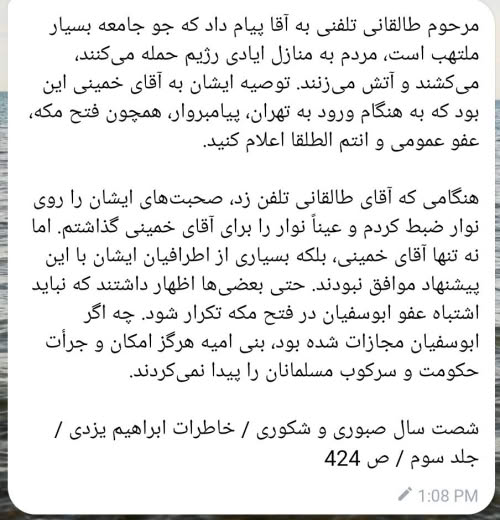 مرحوم طالقانی تلفنی به آقا پیام داد که جو جامعه بسیار
ملتهب است، مردم به منازل ایادی رژیم حمله می‌کنند،
می‌کشند و آتش می‌زنند. توصیه ایشان به آقای خمینی این
بود که به هنگام ورود به تهران، پیامبروار، همچون فتح مکه،
عفو عمومی و انتم الطلقا اعلام کنید.
هنگامی که آقای طالقانی تلفن زد، صحبت‌های ایشان را روی
نوار ضبط کردم و عیناً نوار را برای آقای خمینی گذاشتم. اما
نه تنها آقای خمینی، بلکه بسیاری از اطرافیان ایشان با این
پیشنهاد موافق نبودند. حتی بعضی‌ها اظهار داشتند که نباید
اشتباه عفو ابوسفیان در فتح مکه تکرار شود. چه اگر
ابوسفیان مجازات شده بود، بنی امیه هرگز امکان و جرأت
حکومت و سرکوب مسلمانان را پیدا نمی‌کردند.
شصت سال صبوری و شکوری / خاطرات ابراهیم یزدی /
جلد سوم / ص 424
1:08 PM